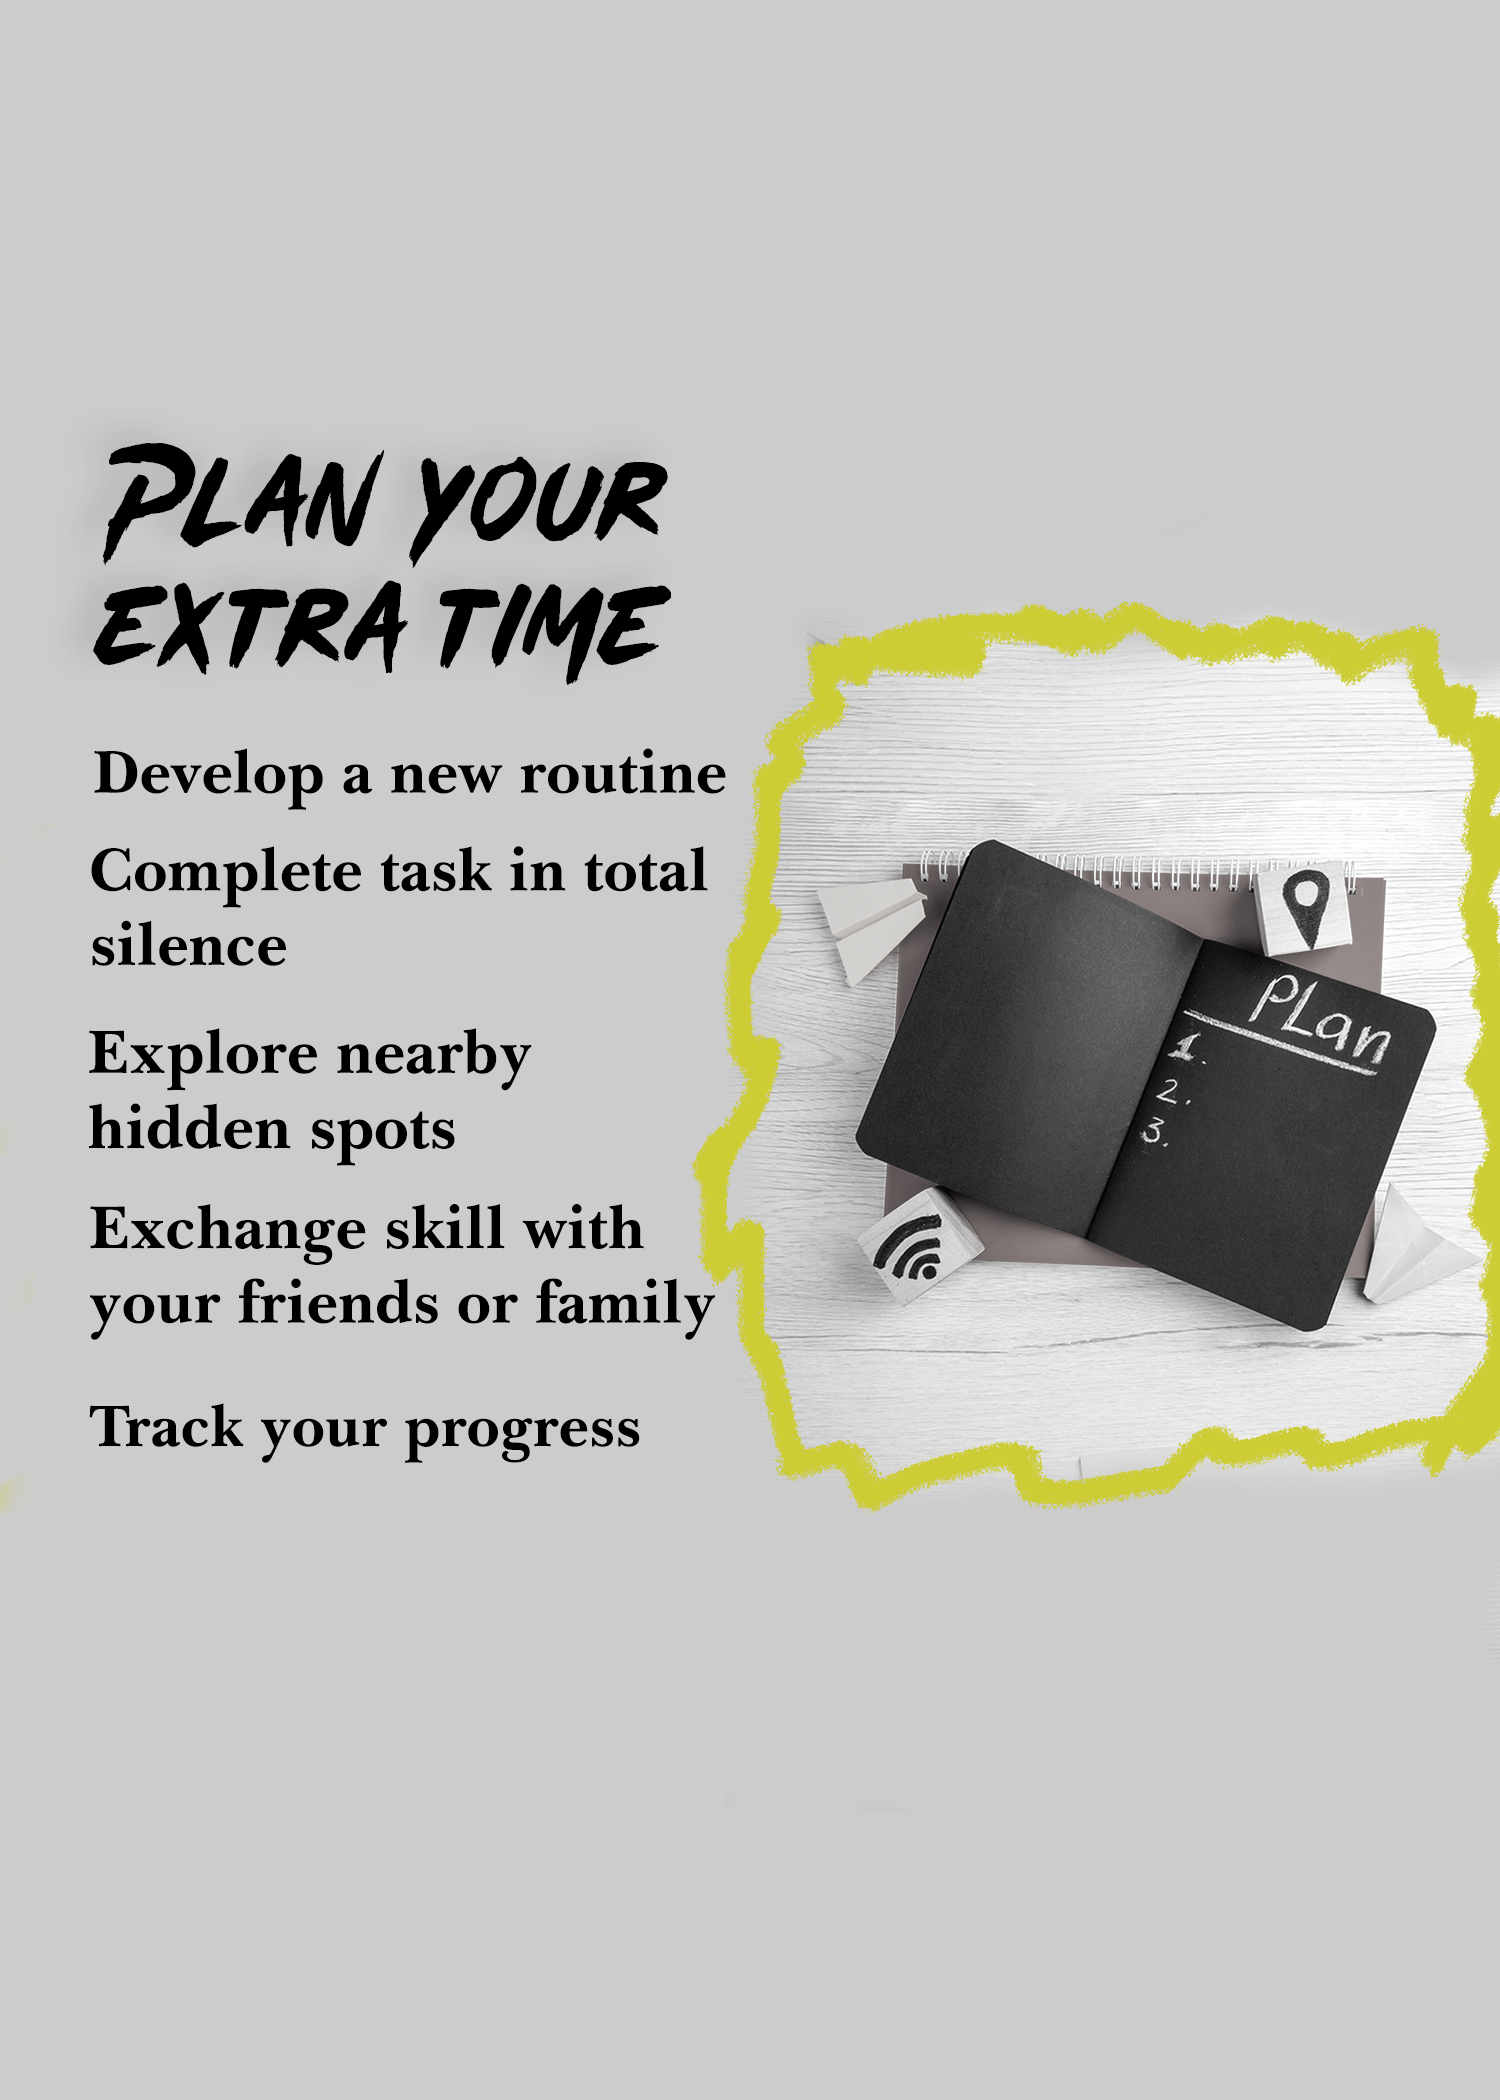 PLAN YOUR
EXTRA TIME
Develop a new routine
Complete task in total
silence
Explore nearby
hidden spots
Exchange skill with
your friends or family
Track your progress
PLan
1.
2.
3.